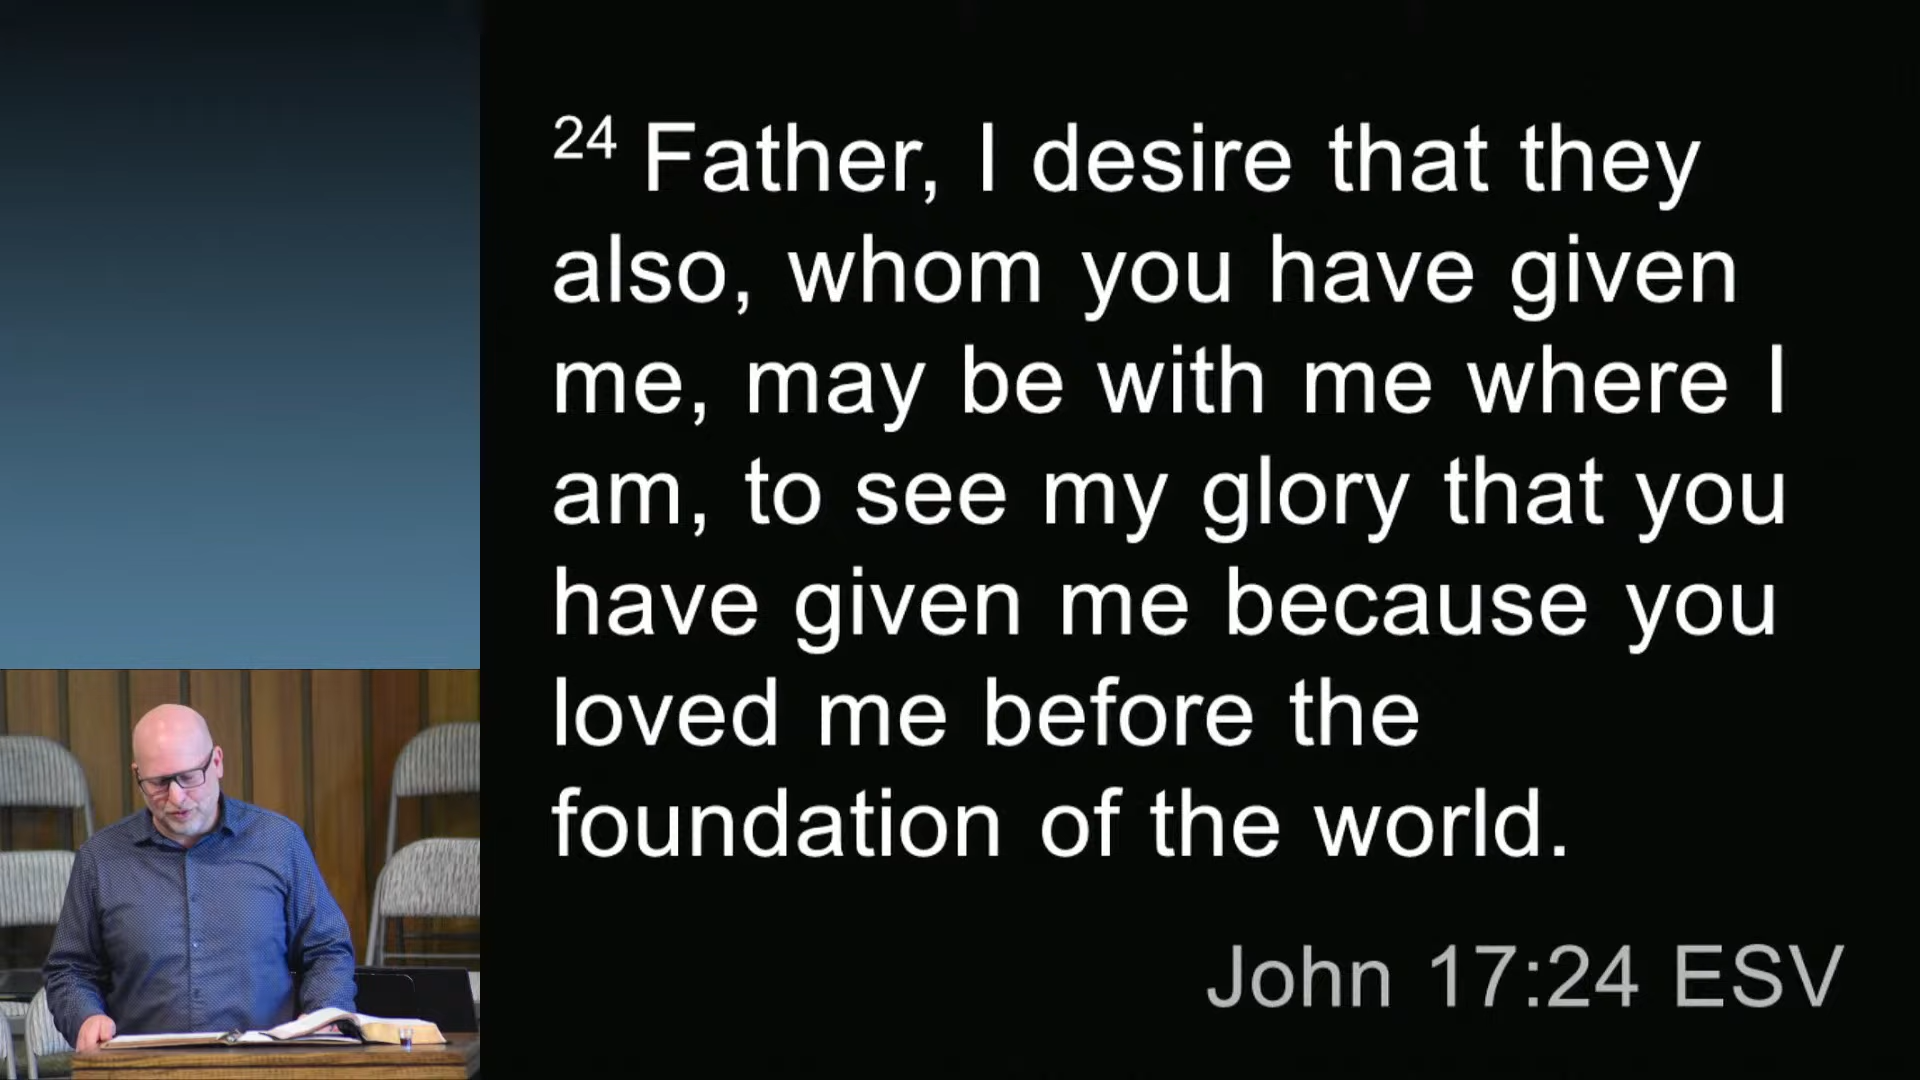 24 Father, I desire that they
also, whom you have given
me, may be with me where I
am, to see my glory that you
have given me because you
loved me before the
foundation of the world.
John 17:24 ESV